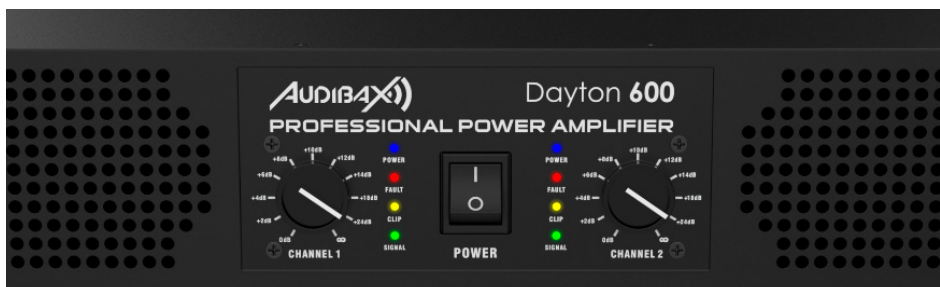 AUDIBAX
Dayton 600
PROFESSIONAL POWER AMPLIFIER
0dB
+2dB
+4dB
+6dB
+8dB
+10dB
+12dB
+14dB
+18dB
+24dB
∞
CHANNEL 1
POWER
FAULT
CLIP
SIGNAL
I
O
POWER
POWER
FAULT
CLIP
SIGNAL
0dB
+2dB
+4dB
+6dB
+8dB
+10dB
+12dB
+14dB
+18dB
+24dB
∞
CHANNEL 2